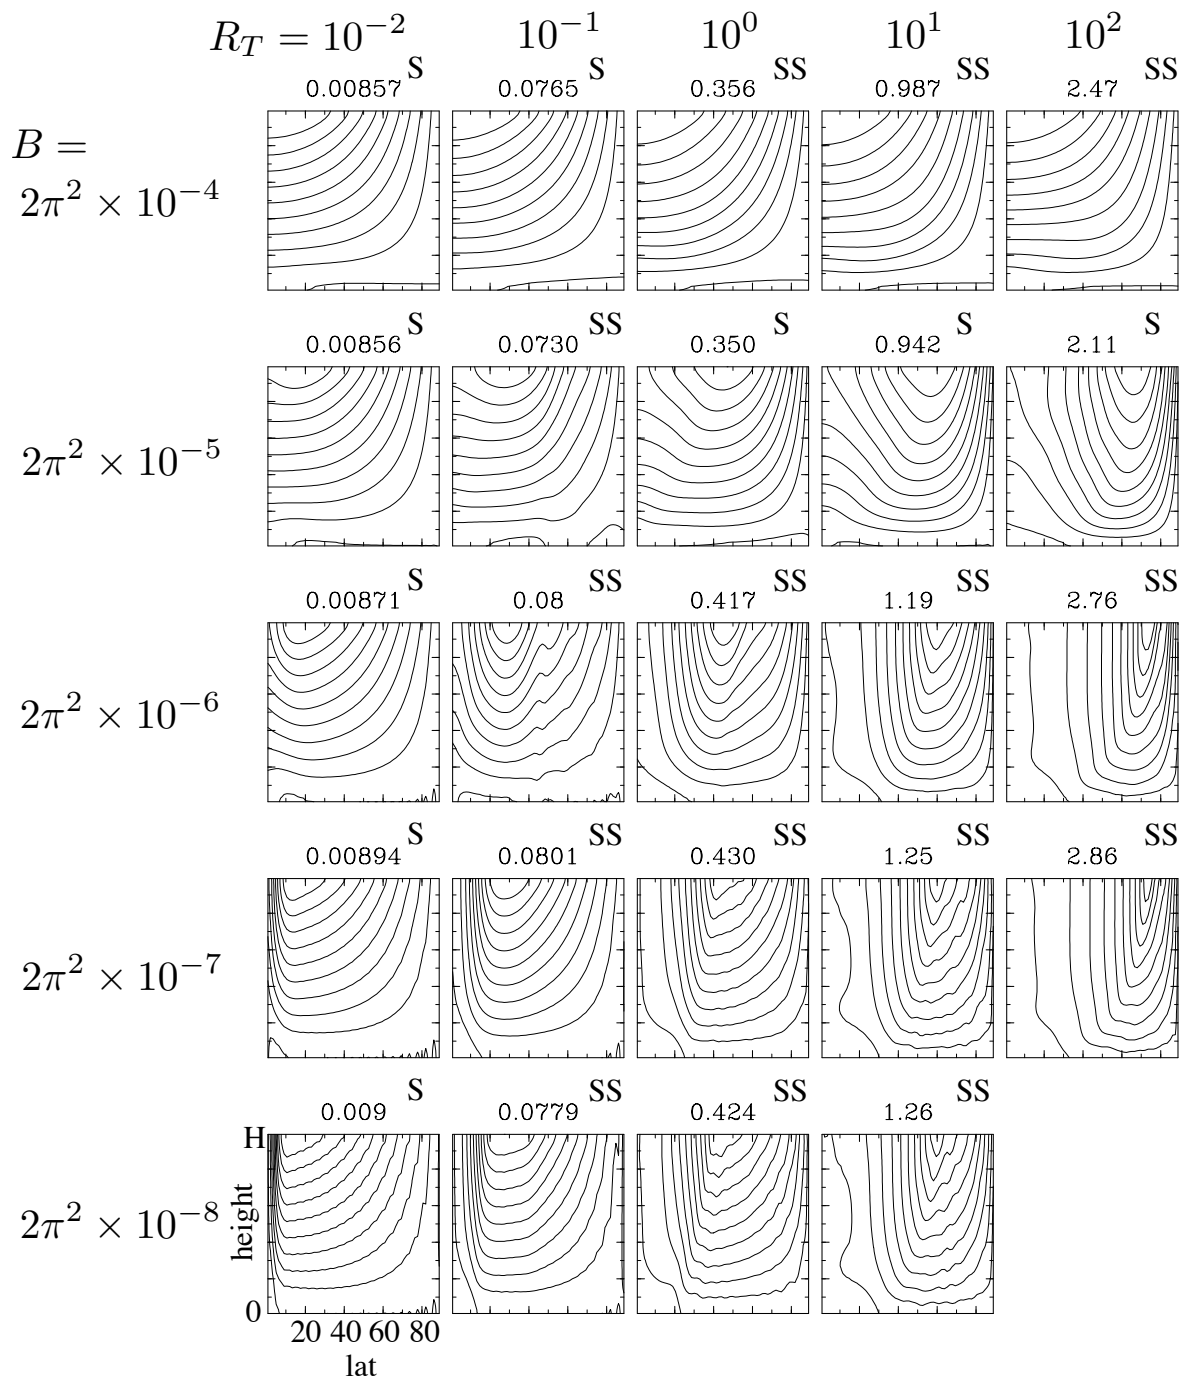 R_T = 10^{-2} 10^{-1} 10^0 10^1 10^2
S S SS SS SS
0.00857 0.0765 0.356 0.987 2.47
B =
2π^2 × 10^{-4}
S SS S S S
0.00856 0.0730 0.350 0.942 2.11
2π^2 × 10^{-5}
S SS SS SS SS
0.00871 0.08 0.417 1.19 2.76
2π^2 × 10^{-6}
S SS SS SS SS
0.00894 0.0801 0.430 1.25 2.86
2π^2 × 10^{-7}
S SS SS SS
0.009 0.0779 0.424 1.26
H
2π^2 × 10^{-8}
height
0
20 40 60 80
lat